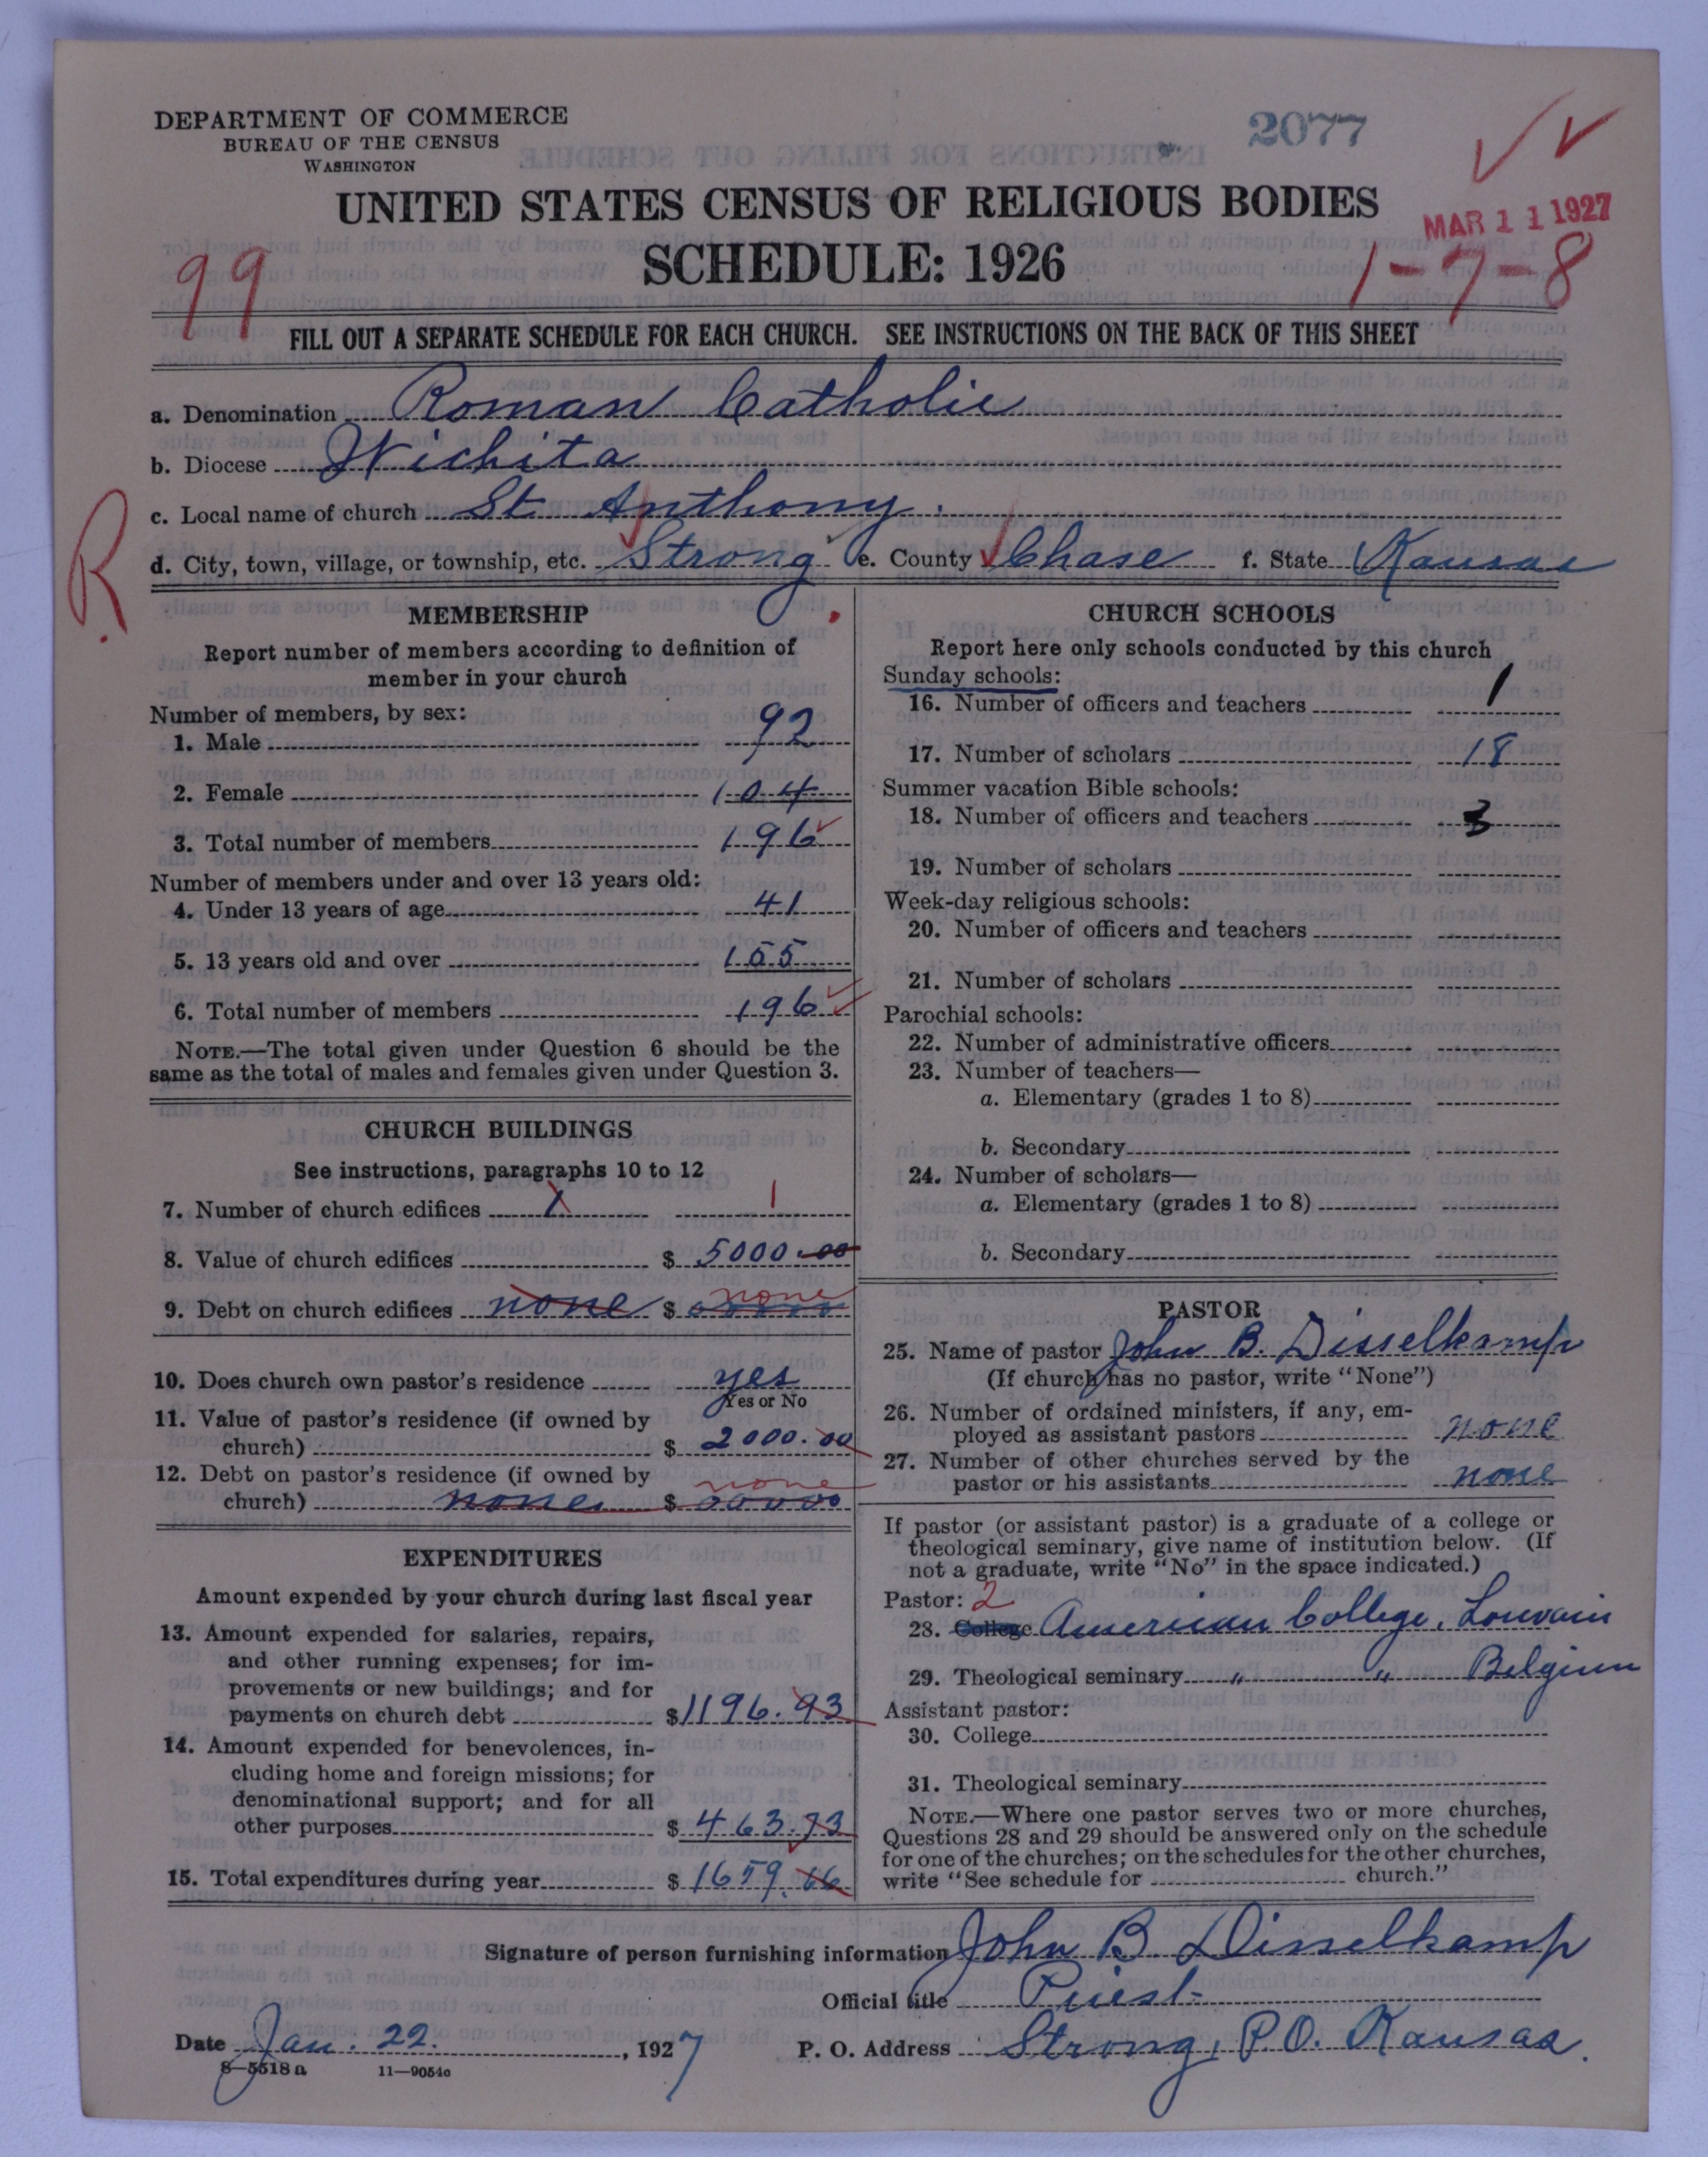 DEPARTMENT OF COMMERCE
BUREAU OF THE CENSUS
WASHINGTON
2077
UNITED STATES CENSUS OF RELIGIOUS BODIES
MAR 11 1927
SCHEDULE: 1926
99
1-7-8
FILL OUT A SEPARATE SCHEDULE FOR EACH CHURCH. SEE INSTRUCTIONS ON THE BACK OF THIS SHEET
a. Denomination Roman Catholic
b. Diocese Wichita
c. Local name of church St Anthony.
R
d. City, town, village, or township, etc. Strong e. County Chase f. State Kansas
MEMBERSHIP
Report number of members according to definition of
member in your church
Number of members, by sex:
1. Male 92
2. Female 104
3. Total number of members 196
Number of members under and over 13 years old:
4. Under 13 years of age 41
5. 13 years old and over 155
6. Total number of members 196
NOTE.—The total given under Question 6 should be the
same as the total of males and females given under Question 3.
CHURCH BUILDINGS
See instructions, paragraphs 10 to 12
7. Number of church edifices 1 1
8. Value of church edifices $ 5000.00
9. Debt on church edifices none $ none
10. Does church own pastor's residence yes
Yes or No
11. Value of pastor's residence (if owned by
church) $ 2000.00
12. Debt on pastor's residence (if owned by
church) none $ none
EXPENDITURES
Amount expended by your church during last fiscal year
13. Amount expended for salaries, repairs,
and other running expenses; for im-
provements or new buildings; and for
payments on church debt $1196.93
14. Amount expended for benevolences, in-
cluding home and foreign missions; for
denominational support; and for all
other purposes $ 463.73
15. Total expenditures during year $ 1659.66
CHURCH SCHOOLS
Report here only schools conducted by this church
Sunday schools:
16. Number of officers and teachers 1
17. Number of scholars 18
Summer vacation Bible schools:
18. Number of officers and teachers 3
19. Number of scholars
Week-day religious schools:
20. Number of officers and teachers
21. Number of scholars
Parochial schools:
22. Number of administrative officers
23. Number of teachers—
a. Elementary (grades 1 to 8)
b. Secondary
24. Number of scholars—
a. Elementary (grades 1 to 8)
b. Secondary
PASTOR
25. Name of pastor John B. Disselkamp
(If church has no pastor, write "None")
26. Number of ordained ministers, if any, em-
ployed as assistant pastors none
27. Number of other churches served by the
pastor or his assistants none
If pastor (or assistant pastor) is a graduate of a college or
theological seminary, give name of institution below. (If
not a graduate, write "No" in the space indicated.)
Pastor: 2
28. College American College, Louvain
29. Theological seminary " " Belgium
Assistant pastor:
30. College
31. Theological seminary
NOTE.—Where one pastor serves two or more churches,
Questions 28 and 29 should be answered only on the schedule
for one of the churches; on the schedules for the other churches,
write "See schedule for church."
Signature of person furnishing information John B Disselkamp
Official title Priest
Date Jan. 22. , 1927 P. O. Address Strong, P.O. Kansas.
8—5518 a 11—9054c